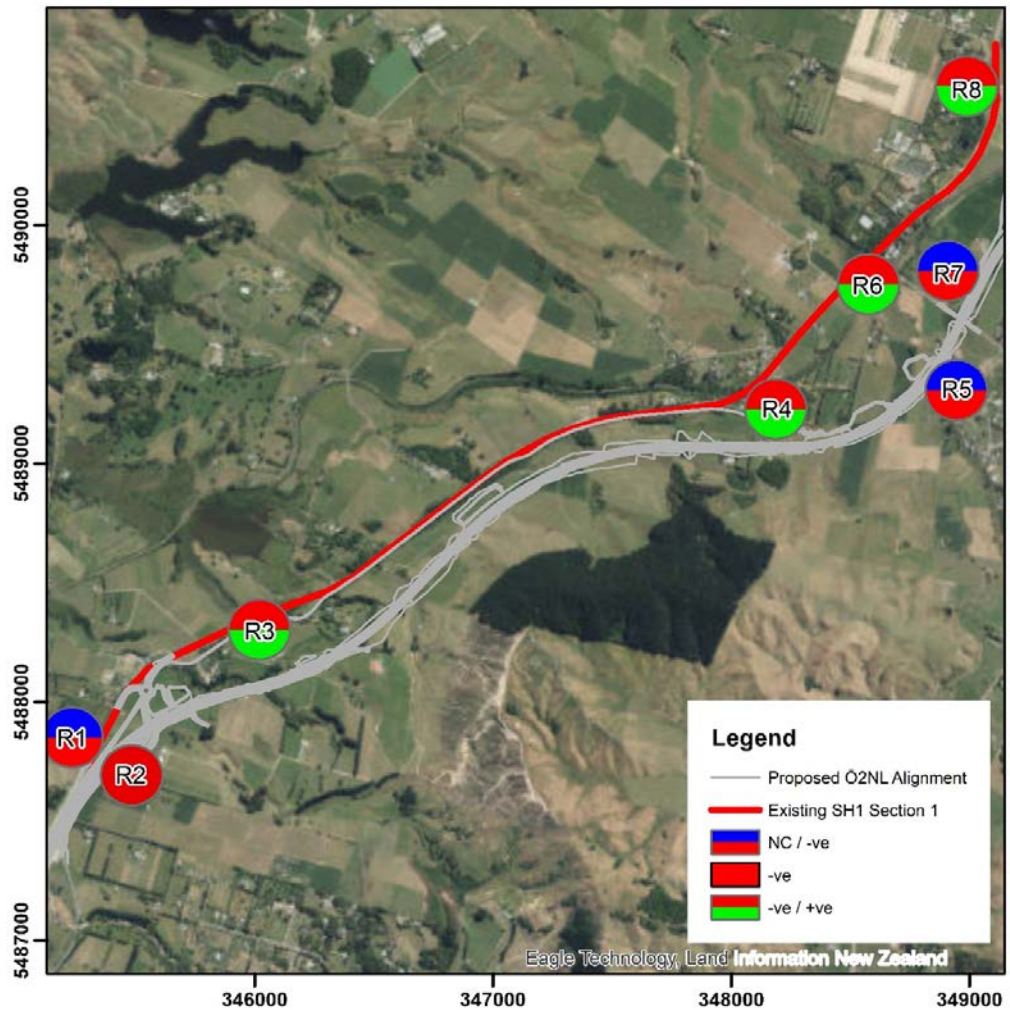 R8
5490000
R7
R6
R5
R4
5489000
R3
5488000
R1
R2
Legend
Proposed Ō2NL Alignment
Existing SH1 Section 1
NC / -ve
-ve
-ve / +ve
5487000
Eagle Technology, Land Information New Zealand
346000 347000 348000 349000